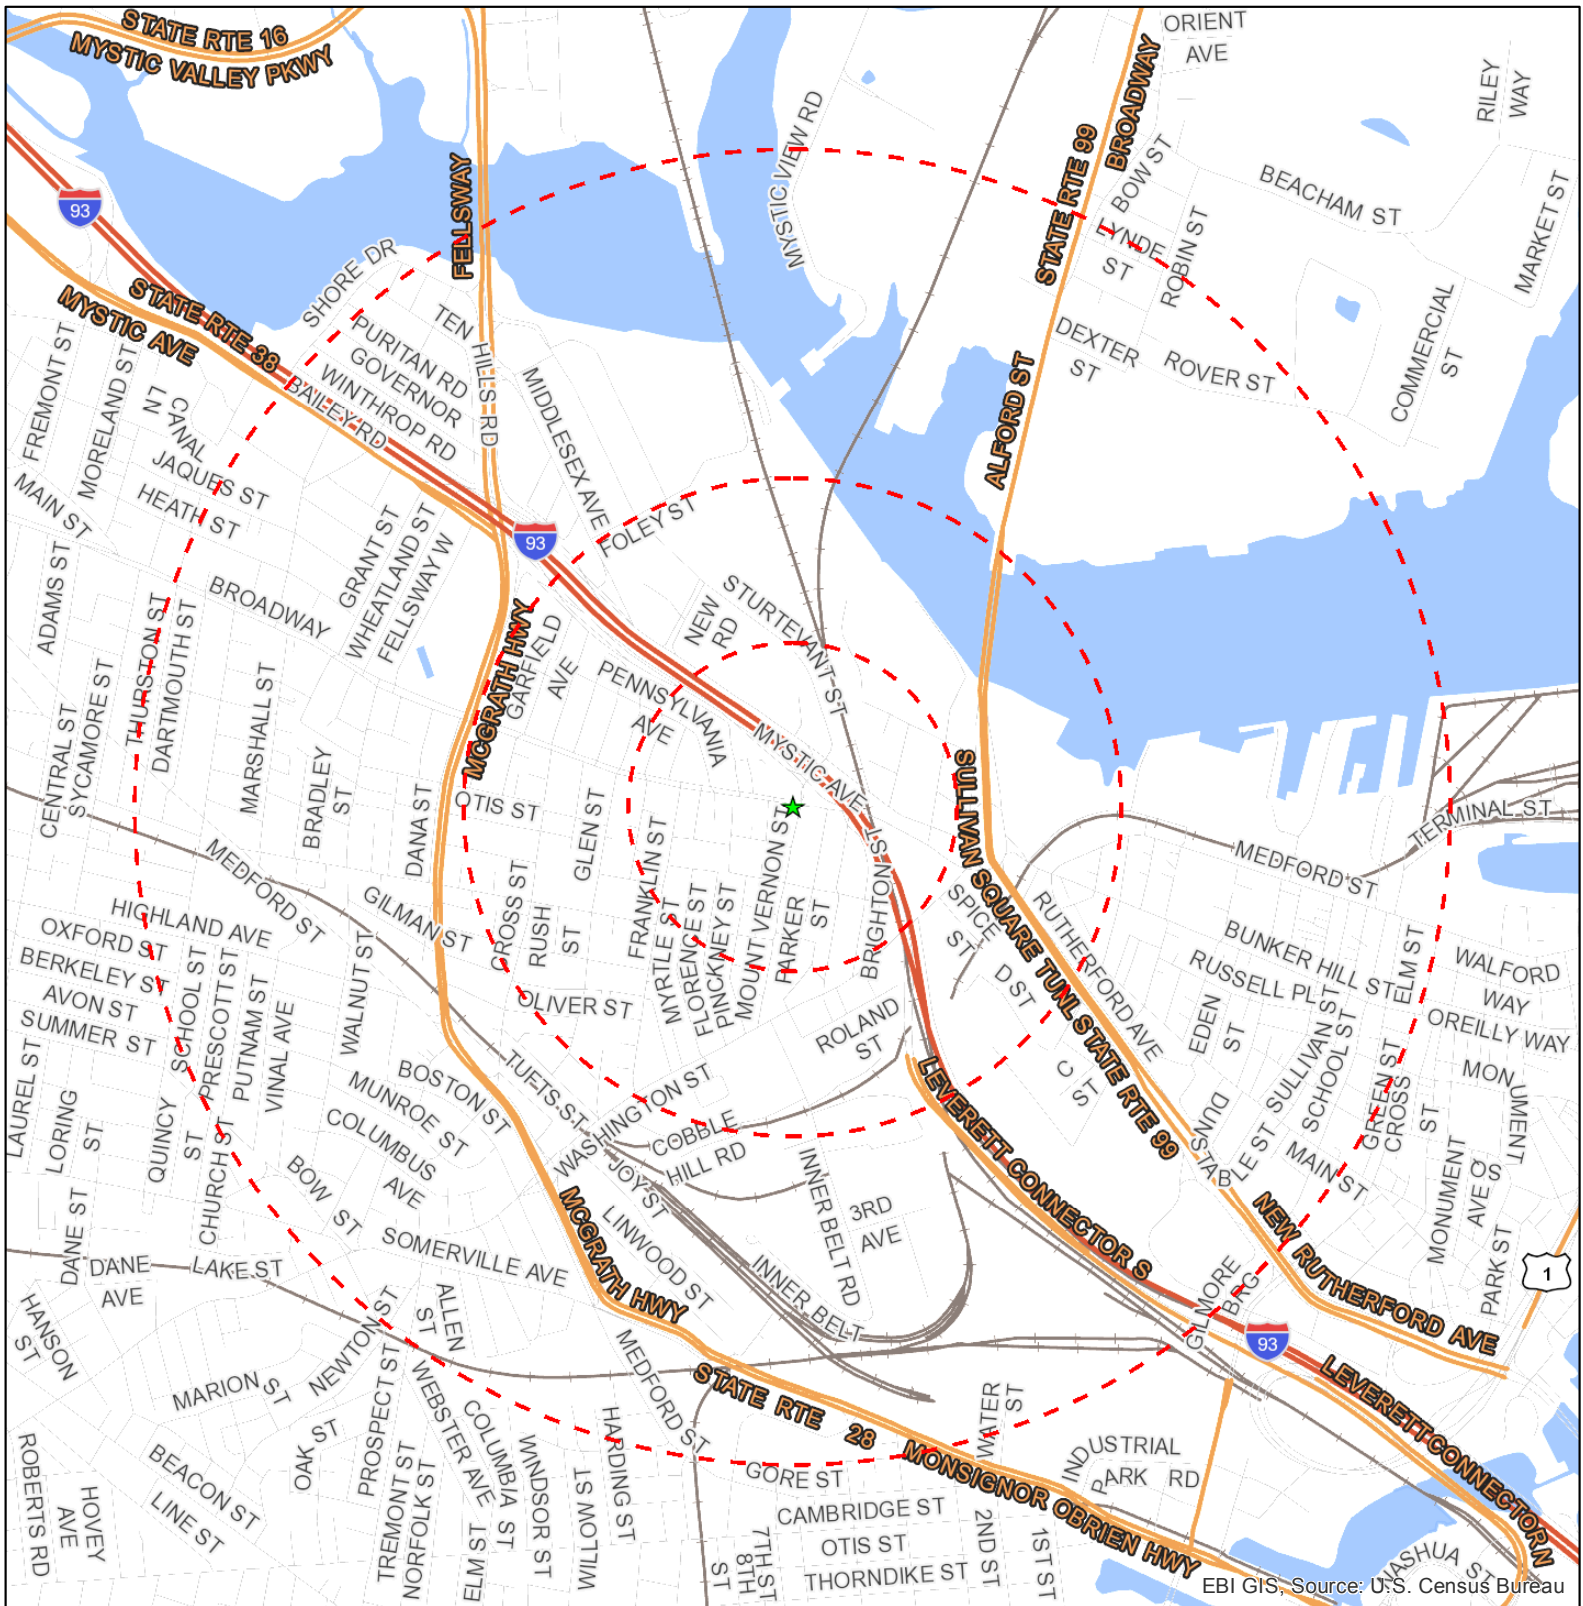 STATE RTE 16
MYSTIC VALLEY PKWY
ORIENT
AVE
RILEY
WAY
BROADWAY
STATE RTE 99
MYSTIC VIEW RD
BOW ST
BEACHAM ST
MARKET ST
93
FELLSWAY
LYNDE
ST
ROBIN ST
SHORE DR
STATE RTE 38
MYSTIC AVE
TEN
HILLS RD
PURITAN RD
GOVERNOR
WINTHROP RD
BAILEY RD
MIDDLESEX AVE
DEXTER
ST
ROVER ST
COMMERCIAL
ST
ALFORD ST
FREMONT ST
MORELAND ST
CANAL
LN
JAQUES ST
HEATH ST
MAIN ST
GRANT ST
WHEATLAND ST
FELLSWAY W
93
FOLEY ST
ADAMS ST
BROADWAY
THURSTON ST
DARTMOUTH ST
STURTEVANT ST
NEW
RD
MCGRATH HWY
GARFIELD
AVE
PENNSYLVANIA
AVE
MYSTIC AVE
CENTRAL ST
SYCAMORE ST
MARSHALL ST
BRADLEY
ST
DANA ST
OTIS ST
GLEN ST
SULLIVAN SQUARE TUNL STATE RTE 99
TERMINAL ST
MEDFORD ST
MEDFORD ST
GILMAN ST
CROSS ST
RUSH
ST
FRANKLIN ST
MYRTLE ST
FLORENCE ST
PINCKNEY ST
MOUNT VERNON ST
PARKER
ST
BRIGHTON ST
SPICE
ST
RUTHERFORD AVE
HIGHLAND AVE
OXFORD ST
BERKELEY ST
AVON ST
SUMMER ST
SCHOOL ST
PRESCOTT ST
PUTNAM ST
VINAL AVE
WALNUT ST
BUNKER HILL ST
RUSSELL PL
ELM ST
WALFORD
WAY
OREILLY WAY
D ST
EDEN
ST
OLIVER ST
ROLAND
ST
SULLIVAN ST
SCHOOL ST
MONUMENT
LAUREL ST
LORING
ST
QUINCY
ST
CHURCH ST
BOSTON ST
MUNROE ST
COLUMBUS
AVE
TUFTS ST
WASHINGTON ST
COBBLE
HILL RD
LEVERETT CONNECTOR S
C
ST
DUNSTABLE ST
GREEN ST
CROSS
ST
MAIN ST
MONUMENT
AVE
OS
BOW
ST
JOY ST
INNER BELT RD
3RD
AVE
DANE ST
DANE
AVE
LAKE ST
SOMERVILLE AVE
MCGRATH HWY
LINWOOD ST
INNER BELT
GILMORE
BRG
NEW RUTHERFORD AVE
PARK ST
1
93
HANSON
ST
MARION ST
NEWTON ST
ALLEN
ST
MEDFORD ST
STATE RTE 28
MONSIGNOR OBRIEN HWY
LEVERETT CONNECTOR N
WATER
ST
INDUSTRIAL
PARK RD
ROBERTS RD
HOVEY
AVE
BEACON ST
LINE ST
OAK ST
PROSPECT ST
TREMONT ST
NORFOLK ST
WEBSTER AVE
COLUMBIA ST
ELM ST
WINDSOR ST
WILLOW ST
HARDING ST
GORE ST
CAMBRIDGE ST
OTIS ST
THORNDIKE ST
7TH ST
8TH
ST
2ND ST
1ST ST
NASHUA ST
EBI GIS, Source: U.S. Census Bureau